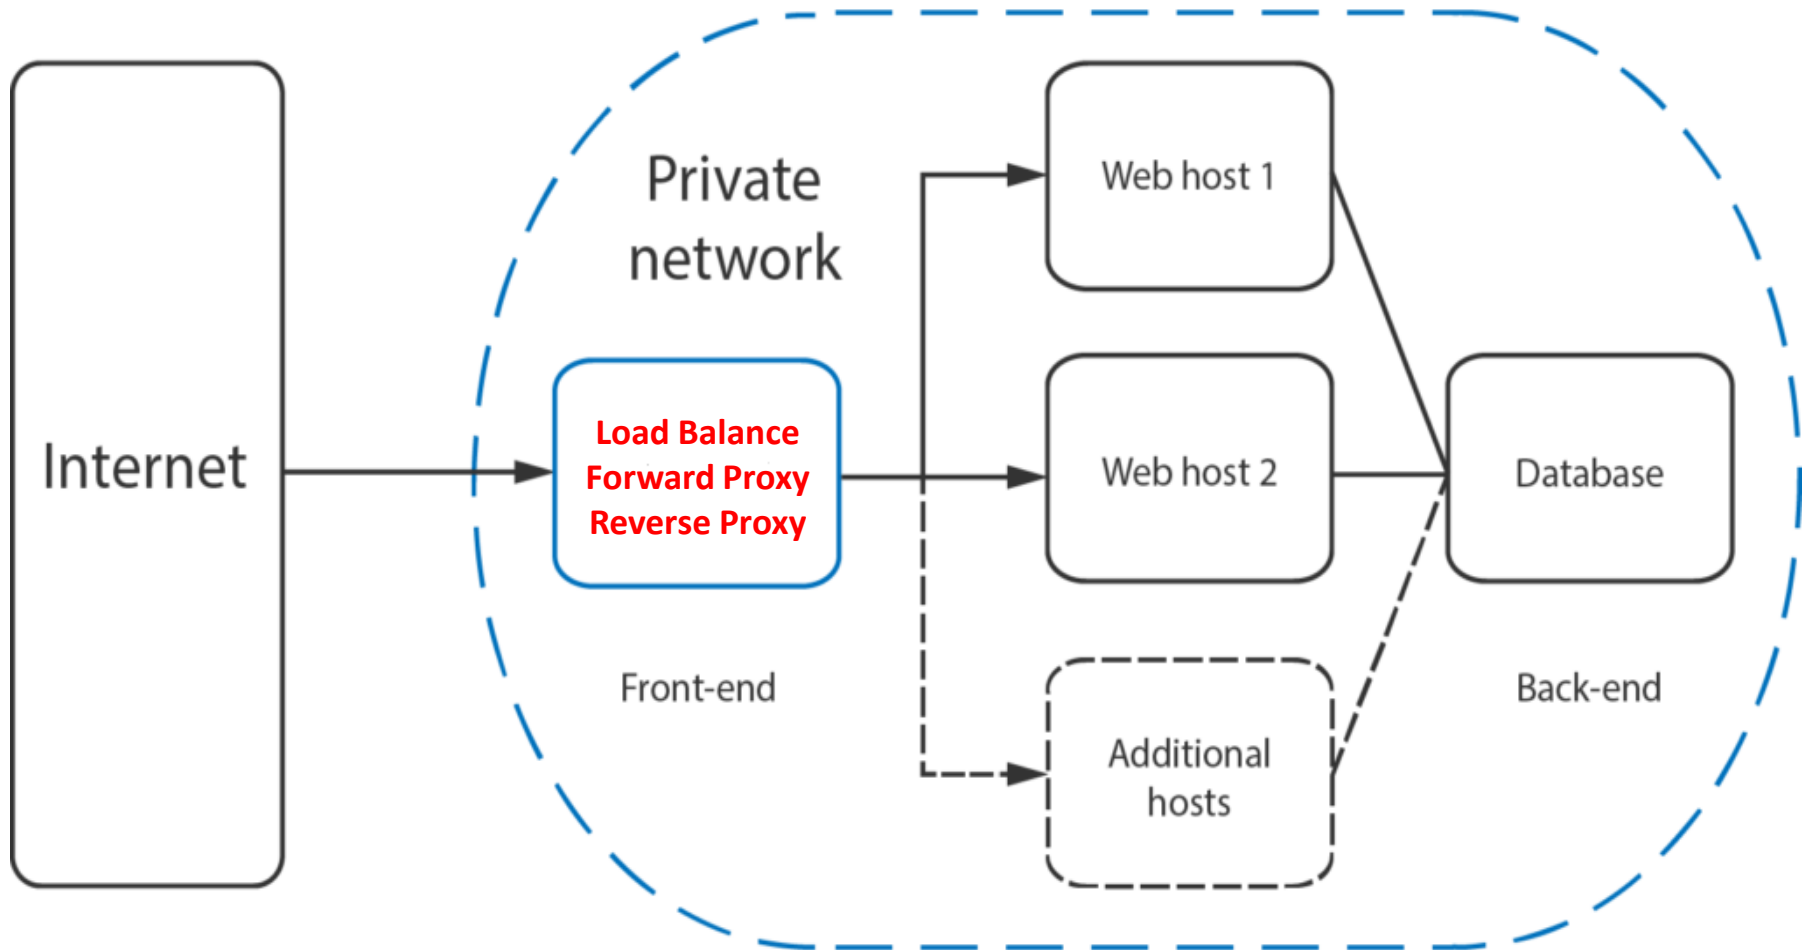 Internet
Private
network
Load Balance
Forward Proxy
Reverse Proxy
Front-end
Web host 1
Web host 2
Additional
hosts
Database
Back-end